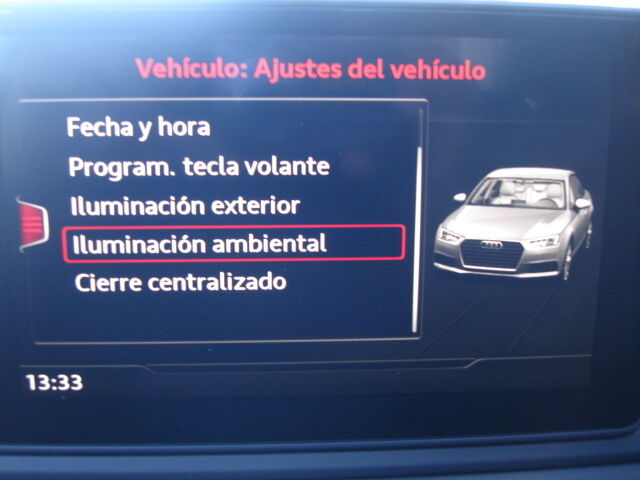 Vehículo: Ajustes del vehículo
Fecha y hora
Program. tecla volante
Iluminación exterior
Iluminación ambiental
Cierre centralizado
13:33